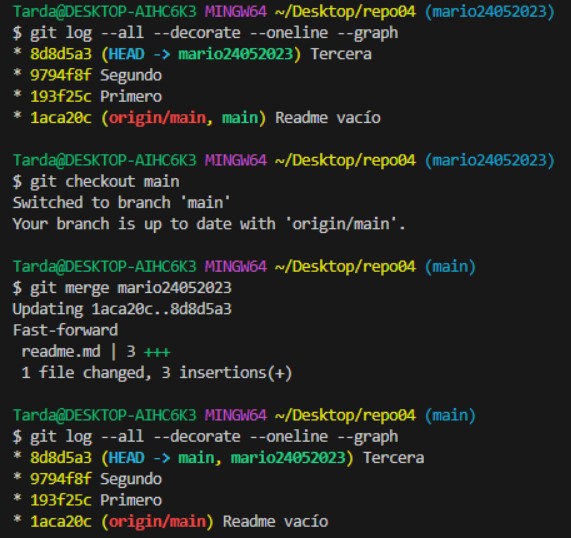 Tarda@DESKTOP-AIHC6K3 MINGW64 ~/Desktop/repo04 (mario24052023)
$ git log --all --decorate --oneline --graph
* 8d8d5a3 (HEAD -> mario24052023) Tercera
* 9794f8f Segundo
* 193f25c Primero
* 1aca20c (origin/main, main) Readme vacío
Tarda@DESKTOP-AIHC6K3 MINGW64 ~/Desktop/repo04 (mario24052023)
$ git checkout main
Switched to branch 'main'
Your branch is up to date with 'origin/main'.
Tarda@DESKTOP-AIHC6K3 MINGW64 ~/Desktop/repo04 (main)
$ git merge mario24052023
Updating 1aca20c..8d8d5a3
Fast-forward
 readme.md | 3 +++
 1 file changed, 3 insertions(+)
Tarda@DESKTOP-AIHC6K3 MINGW64 ~/Desktop/repo04 (main)
$ git log --all --decorate --oneline --graph
* 8d8d5a3 (HEAD -> main, mario24052023) Tercera
* 9794f8f Segundo
* 193f25c Primero
* 1aca20c (origin/main) Readme vacío